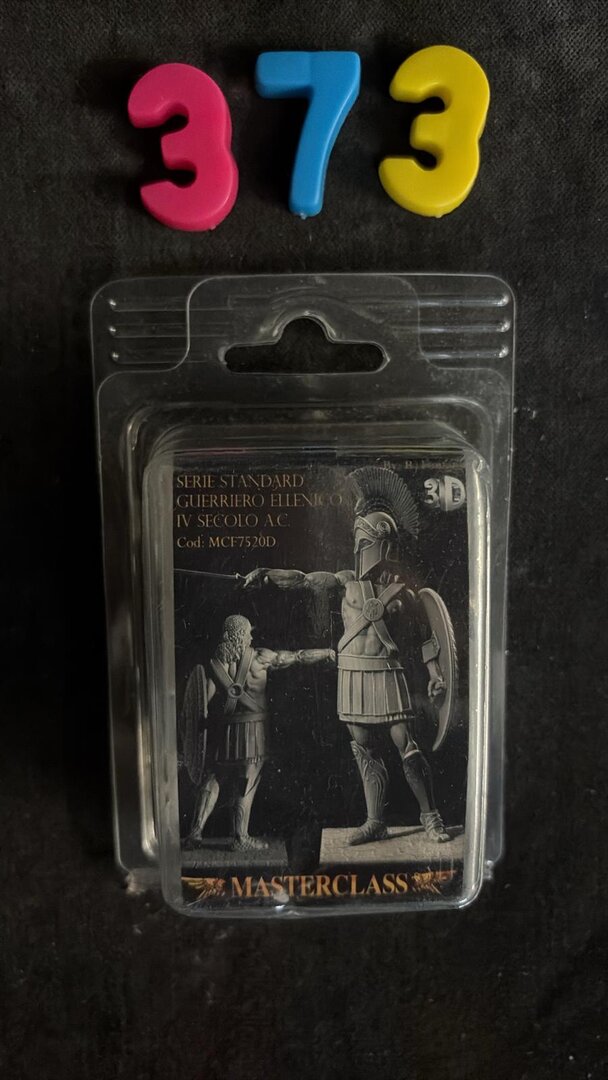 373
SERIE STANDARD
GUERRIERO ELLENICO
IV SECOLO A.C.
Cod: MCF7520D
3D
MASTERCLASS